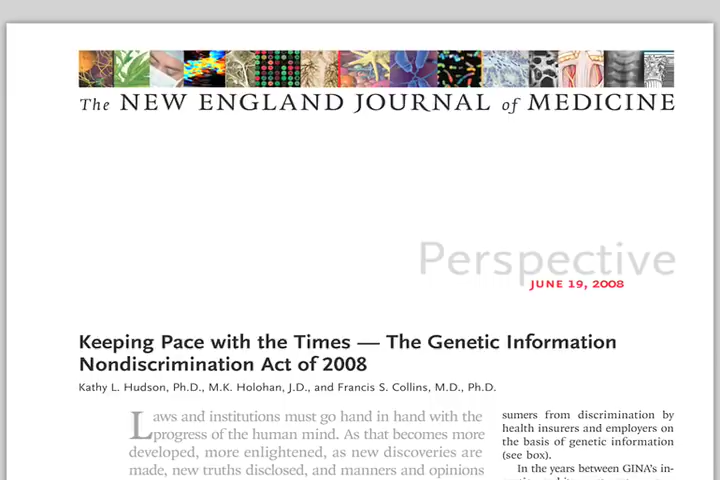 The NEW ENGLAND JOURNAL of MEDICINE
Perspective
JUNE 19, 2008
Keeping Pace with the Times — The Genetic Information
Nondiscrimination Act of 2008
Kathy L. Hudson, Ph.D., M.K. Holohan, J.D., and Francis S. Collins, M.D., Ph.D.
Laws and institutions must go hand in hand with the
progress of the human mind. As that becomes more
developed, more enlightened, as new discoveries are
made, new truths disclosed, and manners and opinions
sumers from discrimination by
health insurers and employers on
the basis of genetic information
(see box).
In the years between GINA's in-